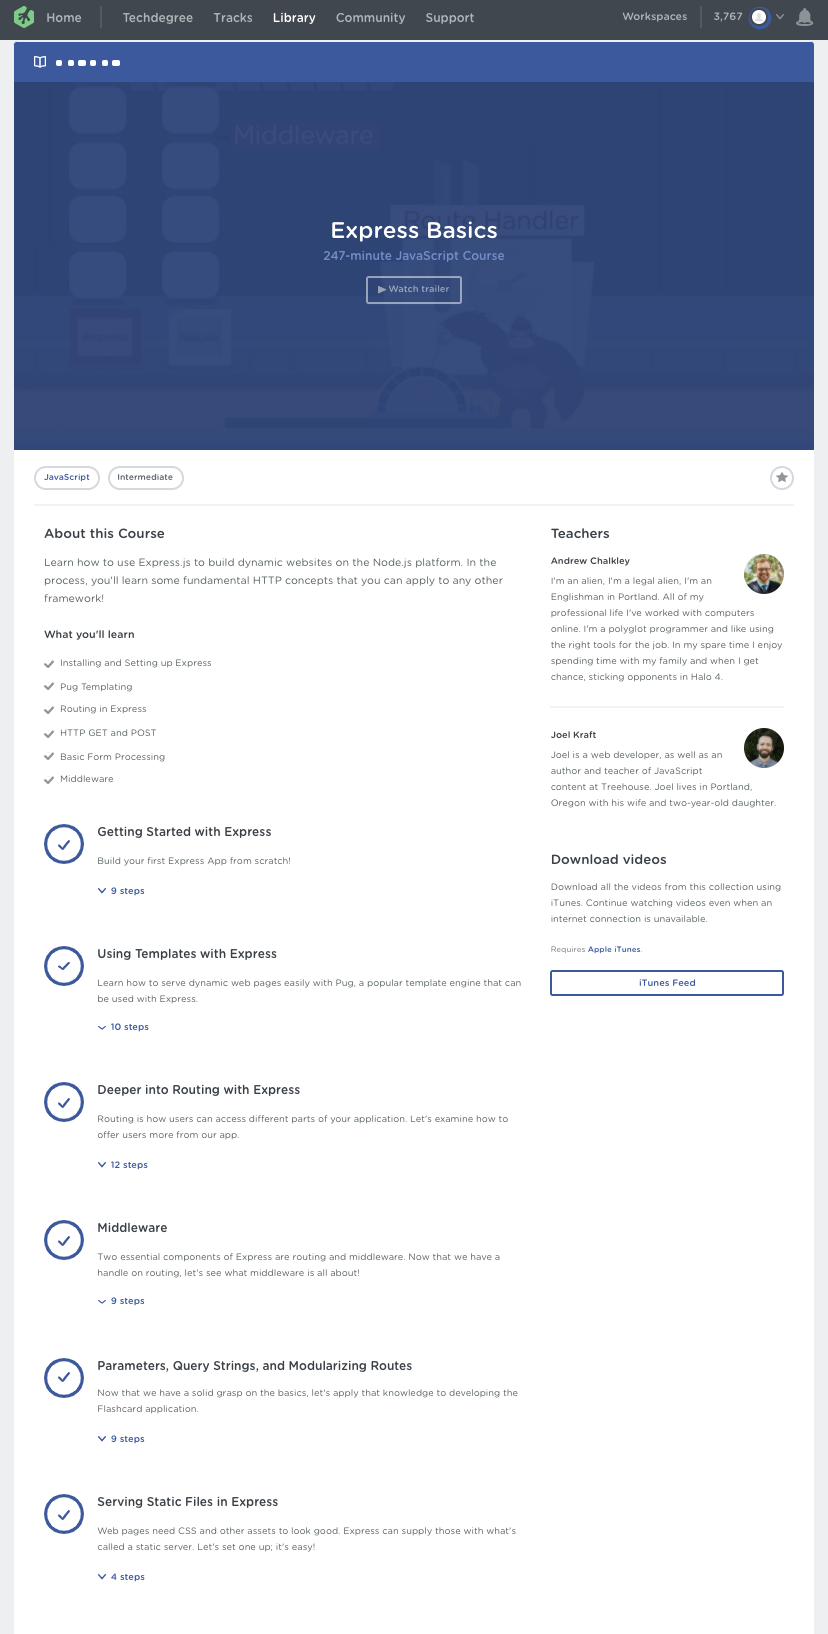 Home
Techdegree
Tracks
Library
Community
Support
Workspaces
3,767
Middleware
Route Handler
Express Basics
247-minute JavaScript Course
▶ Watch trailer
JavaScript
Intermediate
About this Course
Learn how to use Express.js to build dynamic websites on the Node.js platform. In the
process, you'll learn some fundamental HTTP concepts that you can apply to any other
framework!
What you'll learn
Installing and Setting up Express
Pug Templating
Routing in Express
HTTP GET and POST
Basic Form Processing
Middleware
Getting Started with Express
Build your first Express App from scratch!
9 steps
Using Templates with Express
Learn how to serve dynamic web pages easily with Pug, a popular template engine that can
be used with Express.
10 steps
Deeper into Routing with Express
Routing is how users can access different parts of your application. Let's examine how to
offer users more from our app.
12 steps
Middleware
Two essential components of Express are routing and middleware. Now that we have a
handle on routing, let's see what middleware is all about!
9 steps
Parameters, Query Strings, and Modularizing Routes
Now that we have a solid grasp on the basics, let's apply that knowledge to developing the
Flashcard application.
9 steps
Serving Static Files in Express
Web pages need CSS and other assets to look good. Express can supply those with what's
called a static server. Let's set one up; it's easy!
4 steps
Teachers
Andrew Chalkley
I'm an alien, I'm a legal alien, I'm an
Englishman in Portland. All of my
professional life I've worked with computers
online. I'm a polyglot programmer and like using
the right tools for the job. In my spare time I enjoy
spending time with my family and when I get
chance, sticking opponents in Halo 4.
Joel Kraft
Joel is a web developer, as well as an
author and teacher of JavaScript
content at Treehouse. Joel lives in Portland,
Oregon with his wife and two-year-old daughter.
Download videos
Download all the videos from this collection using
iTunes. Continue watching videos even when an
internet connection is unavailable.
Requires Apple iTunes.
iTunes Feed